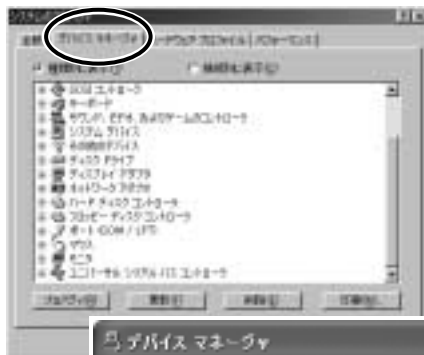 システムのプロパティ
全般 デバイス マネージャ ハードウェア プロファイル パフォーマンス
種類別に表示(T) 接続別に表示(C)
SCSI コントローラ
キーボード
サウンド、ビデオ、およびゲームのコントローラ
システム デバイス
その他のデバイス
ディスク ドライブ
ディスプレイ アダプタ
ネットワーク アダプタ
ハード ディスク コントローラ
フロッピー ディスク コントローラ
ポート (COM / LPT)
マウス
モニタ
ユニバーサル シリアル バス コントローラ
プロパティ(R) 更新(F) 削除(E) 印刷(N)...
デバイス マネージャ